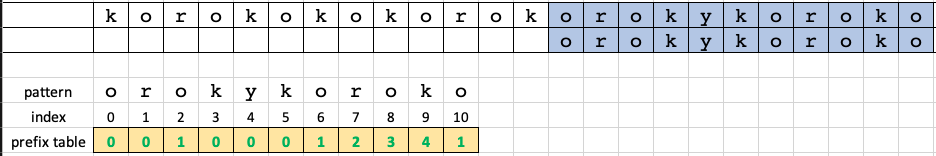 k o r o k o k o k o r o k o r o k y k o r o k o
o r o k y k o r o k o
pattern o r o k y k o r o k o
index 0 1 2 3 4 5 6 7 8 9 10
prefix table 0 0 1 0 0 0 1 2 3 4 1